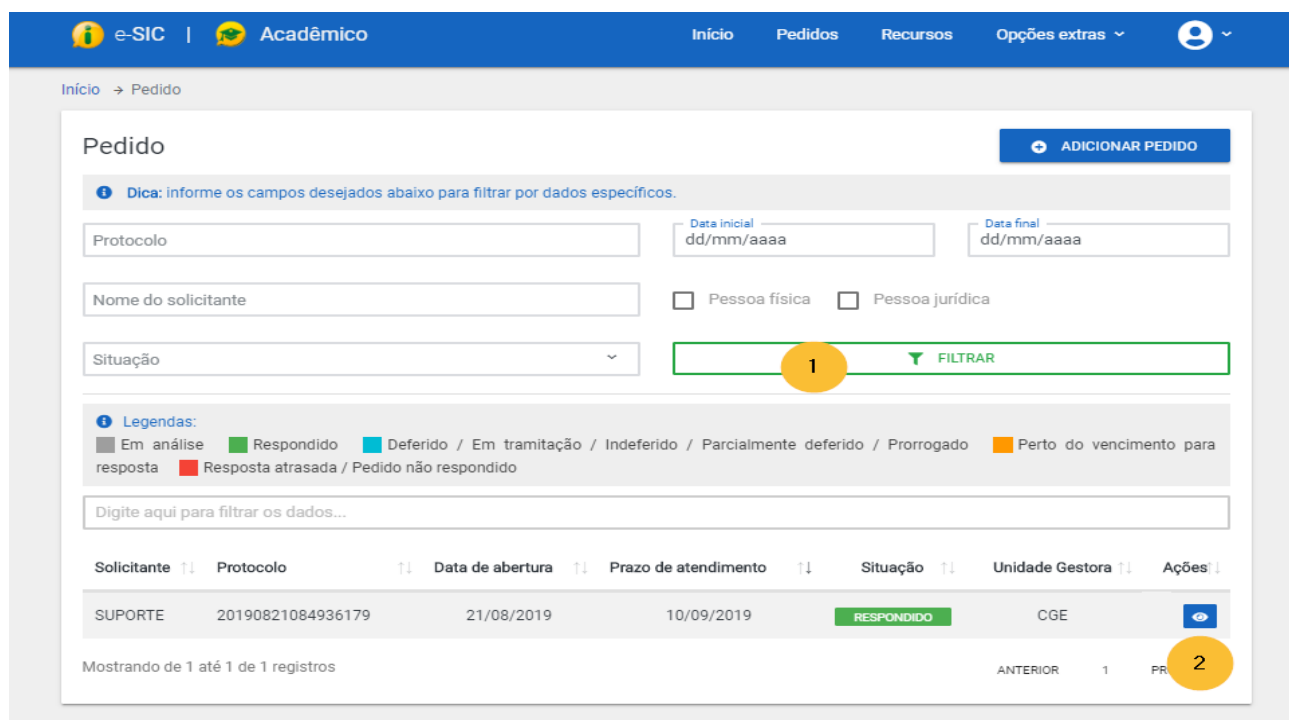 e-SIC | Acadêmico Início Pedidos Recursos Opções extras
Início → Pedido
Pedido ADICIONAR PEDIDO
Dica: informe os campos desejados abaixo para filtrar por dados específicos.
Data inicial Data final
Protocolo dd/mm/aaaa dd/mm/aaaa
Nome do solicitante Pessoa física Pessoa jurídica
Situação 1 FILTRAR
Legendas:
Em análise Respondido Deferido / Em tramitação / Indeferido / Parcialmente deferido / Prorrogado Perto do vencimento para
resposta Resposta atrasada / Pedido não respondido
Digite aqui para filtrar os dados...
Solicitante Protocolo Data de abertura Prazo de atendimento Situação Unidade Gestora Ações
SUPORTE 20190821084936179 21/08/2019 10/09/2019 RESPONDIDO CGE
Mostrando de 1 até 1 de 1 registros ANTERIOR 1 PR 2